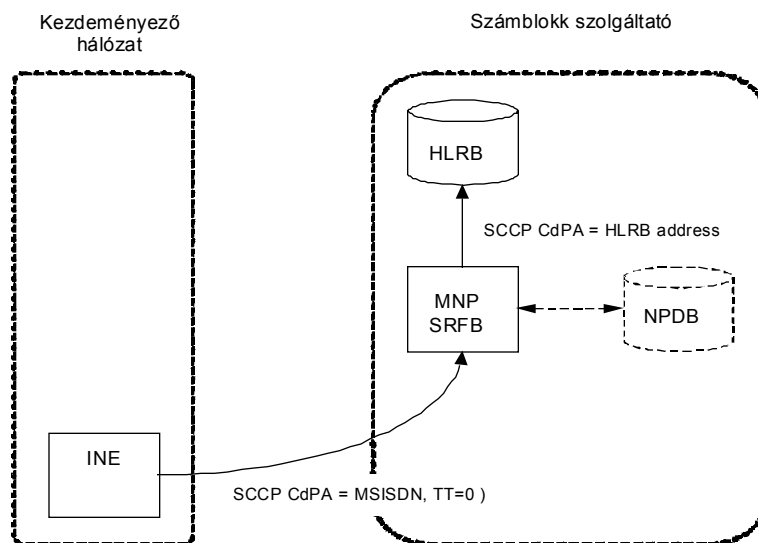 Kezdeményező
hálózat
Számblokk szolgáltató
HLRB
SCCP CdPA = HLRB address
MNP
SRFB
NPDB
INE
SCCP CdPA = MSISDN, TT=0 )